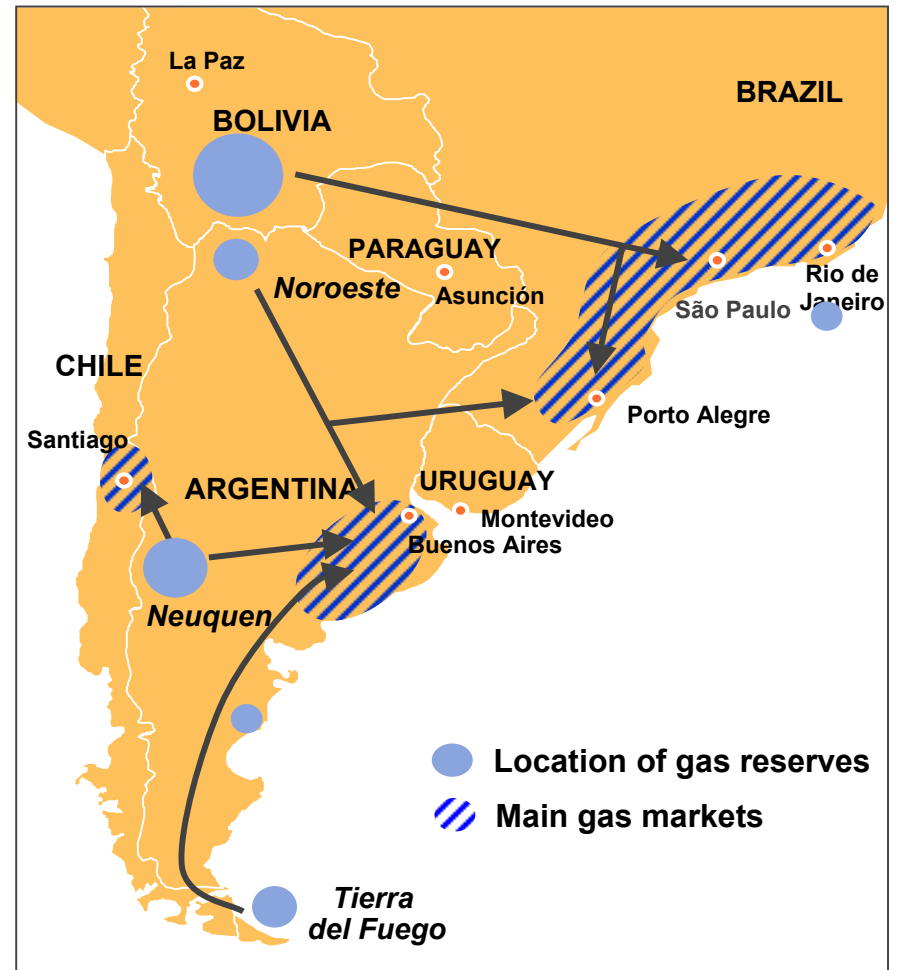 La Paz
BRAZIL
BOLIVIA
PARAGUAY
Noroeste
Asunción
Rio de
Janeiro
São Paulo
CHILE
Porto Alegre
Santiago
ARGENTINA
URUGUAY
Montevideo
Buenos Aires
Neuquen
Location of gas reserves
Main gas markets
Tierra
del Fuego